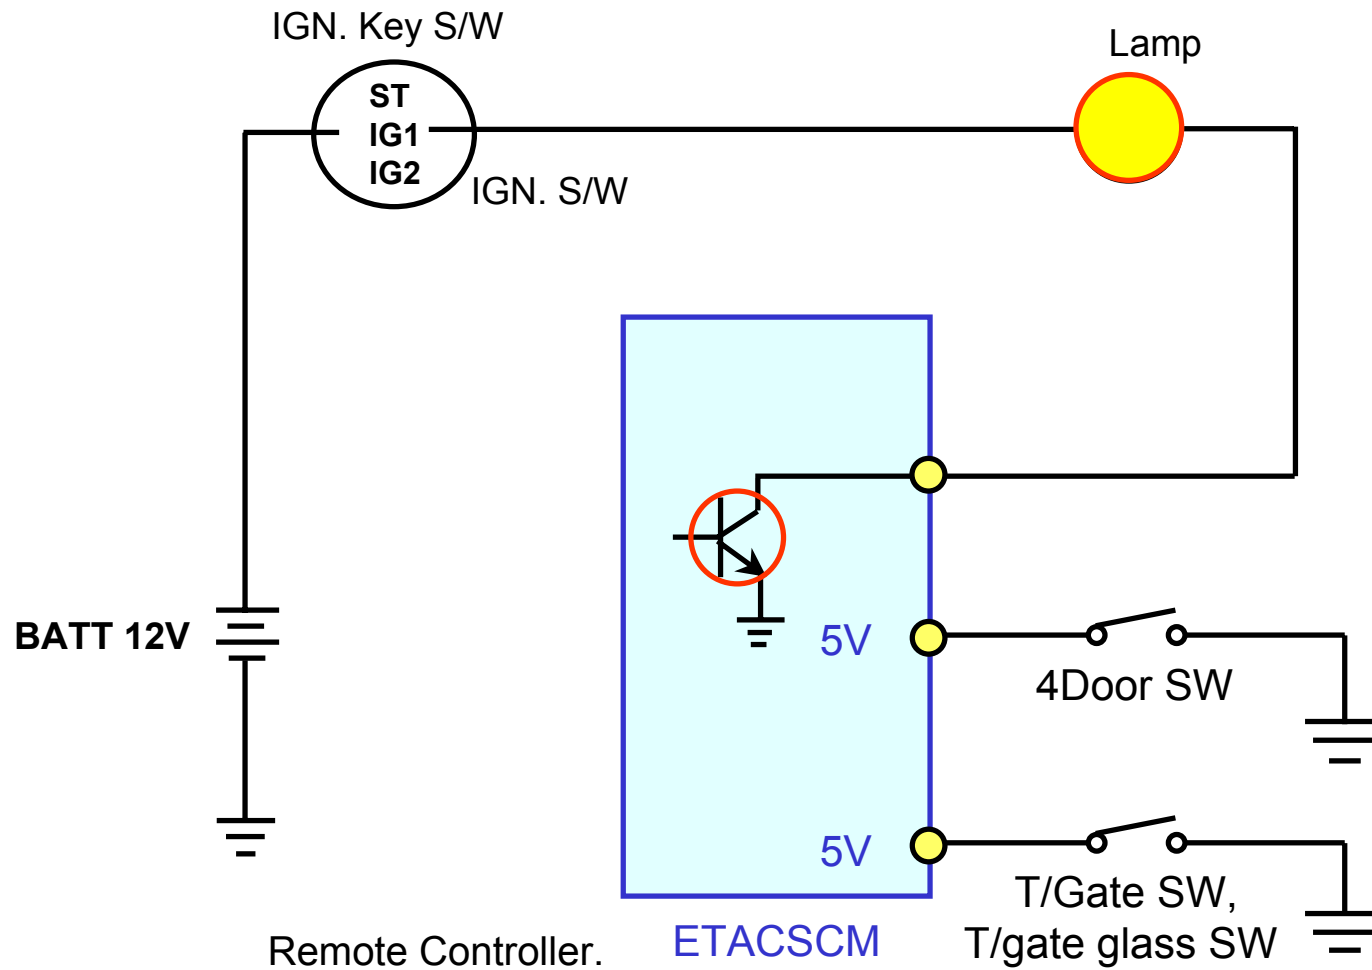 IGN. Key S/W
Lamp
ST
IG1
IG2
IGN. S/W
BATT 12V
5V
4Door SW
5V
T/Gate SW,
T/gate glass SW
ETACSCM
Remote Controller.